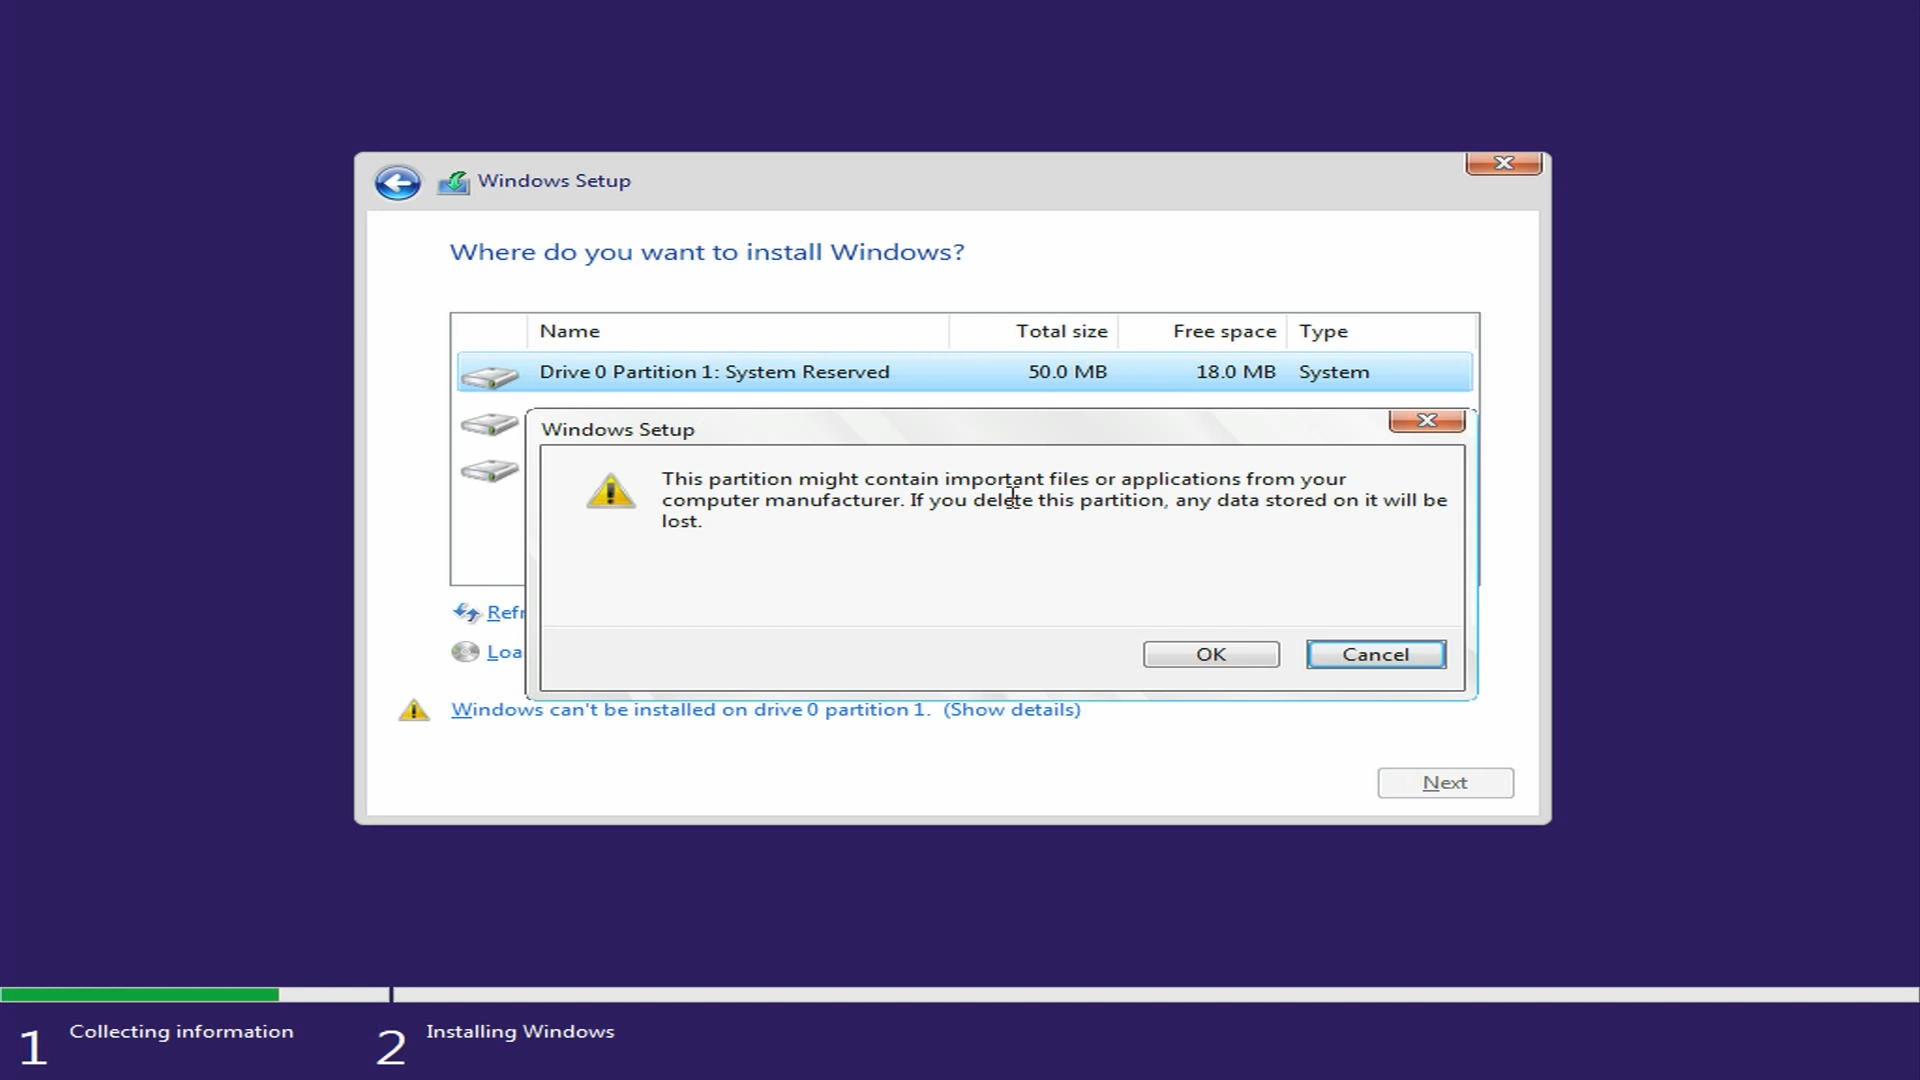 Windows Setup
Where do you want to install Windows?
Name Total size Free space Type
Drive 0 Partition 1: System Reserved 50.0 MB 18.0 MB System
Windows Setup
This partition might contain important files or applications from your
computer manufacturer. If you delete this partition, any data stored on it will be
lost.
OK Cancel
Refr
Loa
Windows can't be installed on drive 0 partition 1. (Show details)
Next
1 Collecting information 2 Installing Windows